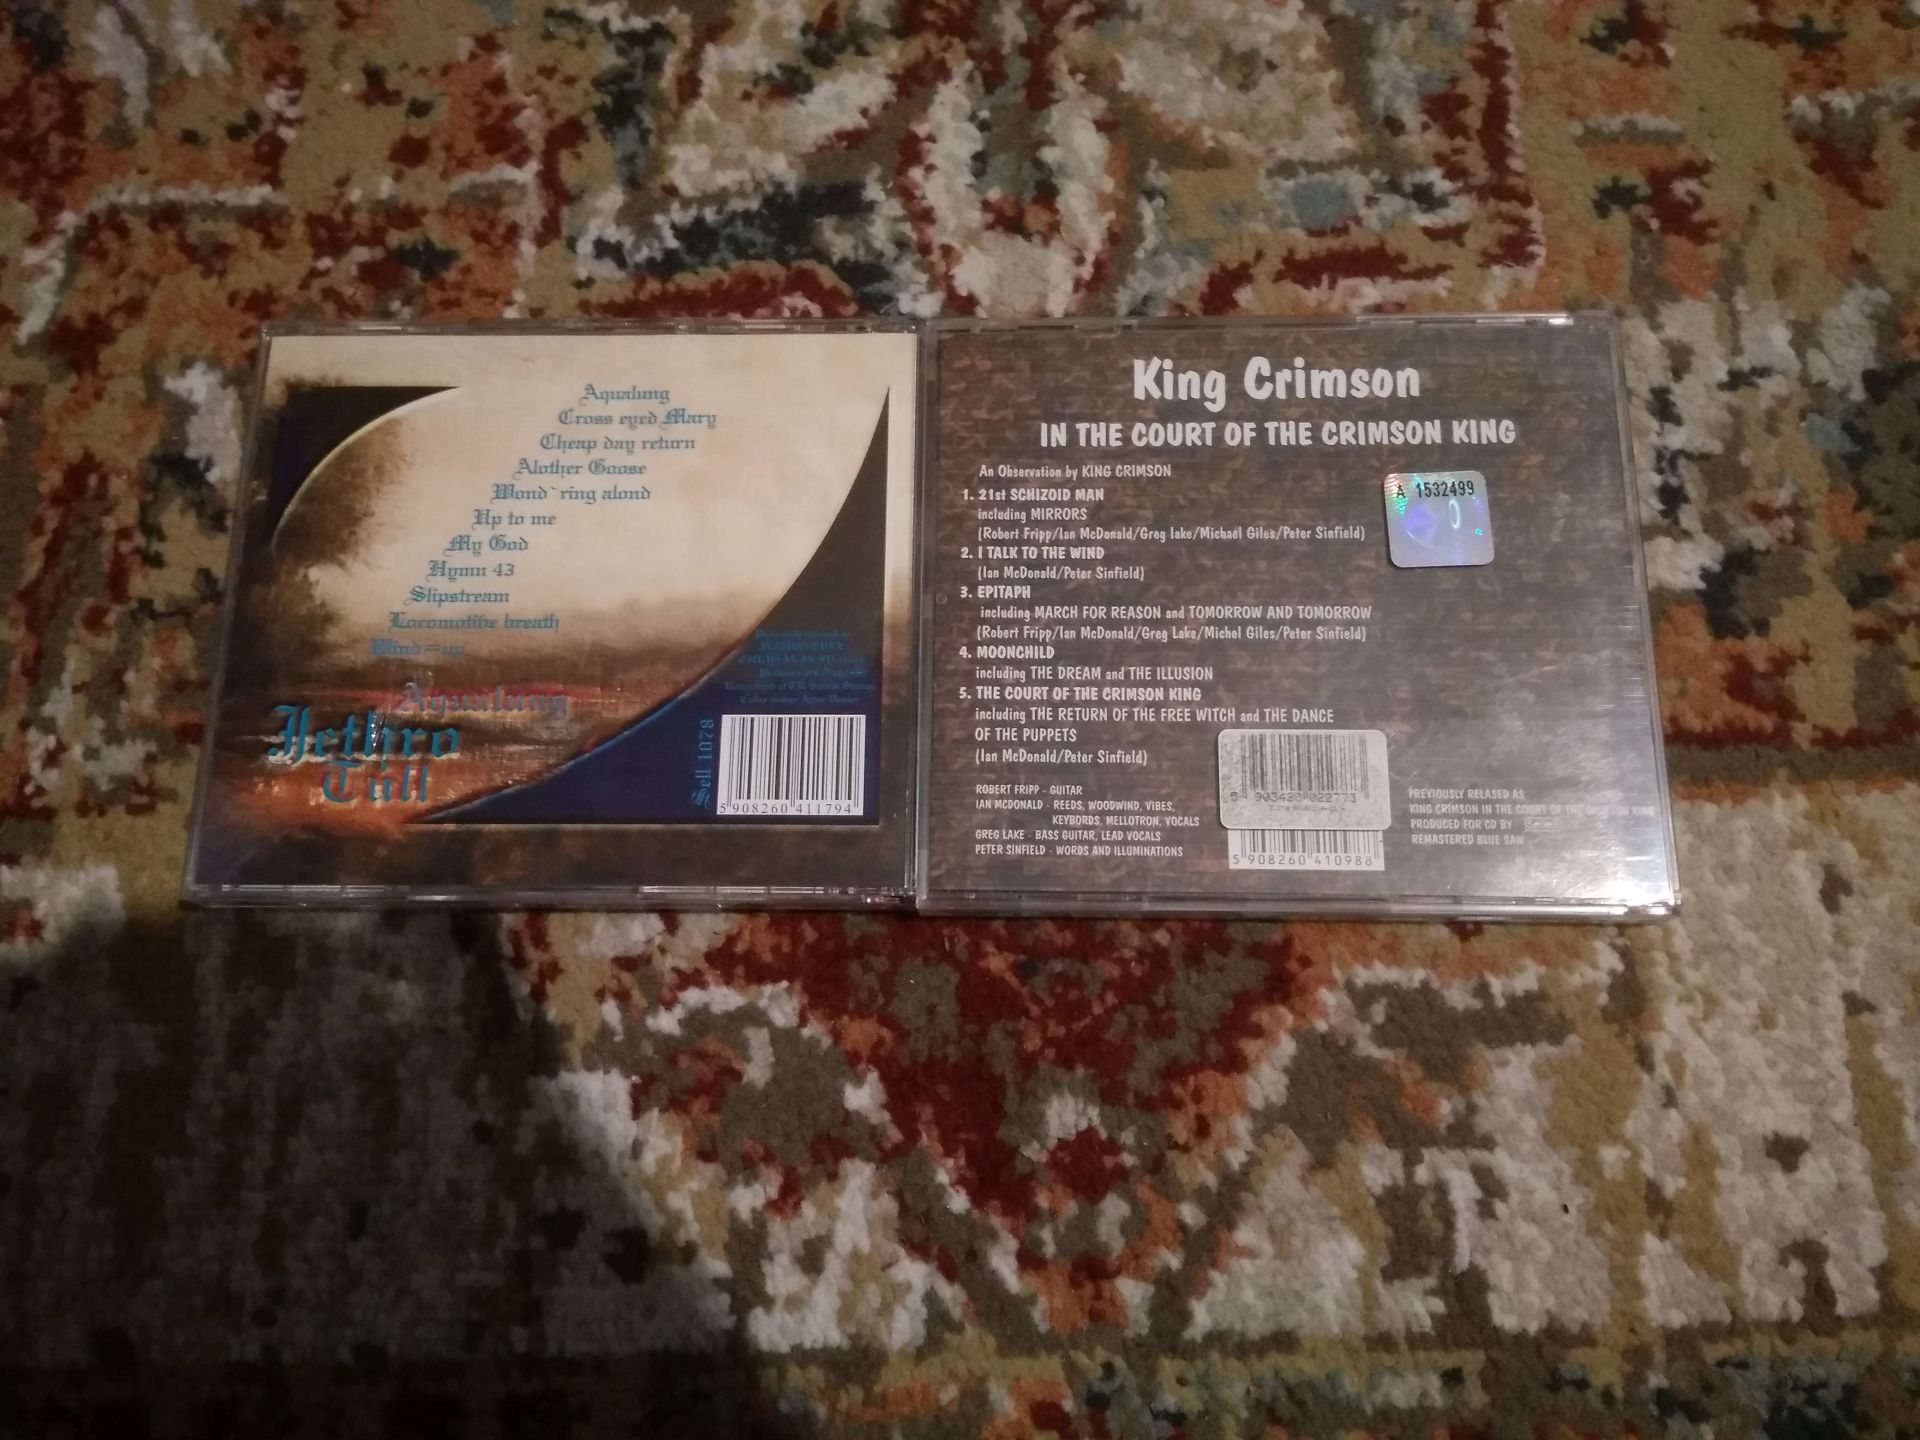 Aqualung
Cross eyed Mary
Cheap day return
Alother Goose
Wond`ring alond
Up to me
My God
Hymn 43
Slipstream
Locomotibe breath
Wind=up
Aqualung
Jethro
Tull
JETHRO TULL
Hell 1078
5 908260 411794
King Crimson
IN THE COURT OF THE CRIMSON KING
An Observation by KING CRIMSON
1. 21st SCHIZOID MAN
including MIRRORS
(Robert Fripp/Ian McDonald/Greg lake/Michael Giles/Peter Sinfield)
A 1532499
2. I TALK TO THE WIND
(Ian McDonald/Peter Sinfield)
3. EPITAPH
including MARCH FOR REASON and TOMORROW AND TOMORROW
(Robert Fripp/Ian McDonald/Greg Lake/Michel Giles/Peter Sinfield)
4. MOONCHILD
including THE DREAM and THE ILLUSION
5. THE COURT OF THE CRIMSON KING
including THE RETURN OF THE FREE WITCH and THE DANCE
OF THE PUPPETS
(Ian McDonald/Peter Sinfield)
ROBERT FRIPP - GUITAR
IAN MCDONALD - REEDS, WOODWIND, VIBES,
KEYBORDS, MELLOTRON, VOCALS
GREG LAKE - BASS GUITAR, LEAD VOCALS
PETER SINFIELD - WORDS AND ILLUMINATIONS
5 903420 022773
5 908260 410988
PREVIOUSLY RELASED AS
KING CRIMSON IN THE COURT OF THE CRIMSON KING
PRODUCED FOR CD BY
REMASTERED BLUE SAW